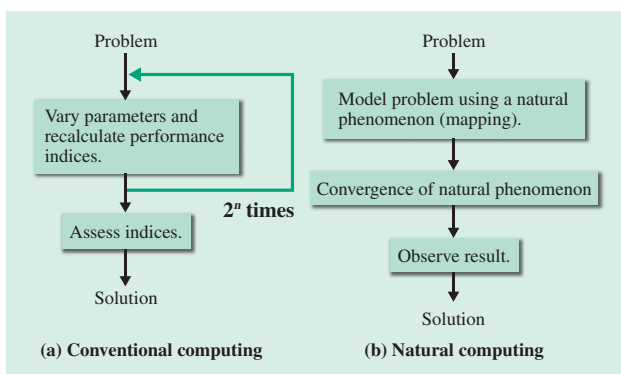 Problem
Vary parameters and
recalculate performance
indices.
2ⁿ times
Assess indices.
Solution
(a) Conventional computing
Problem
Model problem using a natural
phenomenon (mapping).
Convergence of natural phenomenon
Observe result.
Solution
(b) Natural computing